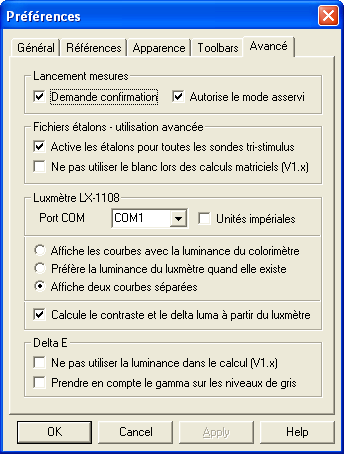 Préférences
Général Références Apparence Toolbars Avancé
Lancement mesures
Demande confirmation Autorise le mode asservi
Fichiers étalons - utilisation avancée
Active les étalons pour toutes les sondes tri-stimulus
Ne pas utiliser le blanc lors des calculs matriciels (V1.x)
Luxmètre LX-1108
Port COM COM1 Unités impériales
Affiche les courbes avec la luminance du colorimètre
Préfère la luminance du luxmètre quand elle existe
Affiche deux courbes séparées
Calcule le contraste et le delta luma à partir du luxmètre
Delta E
Ne pas utiliser la luminance dans le calcul (V1.x)
Prendre en compte le gamma sur les niveaux de gris
OK Cancel Apply Help